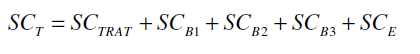 SC_T = SC_TRAT + SC_B1 + SC_B2 + SC_B3 + SC_E